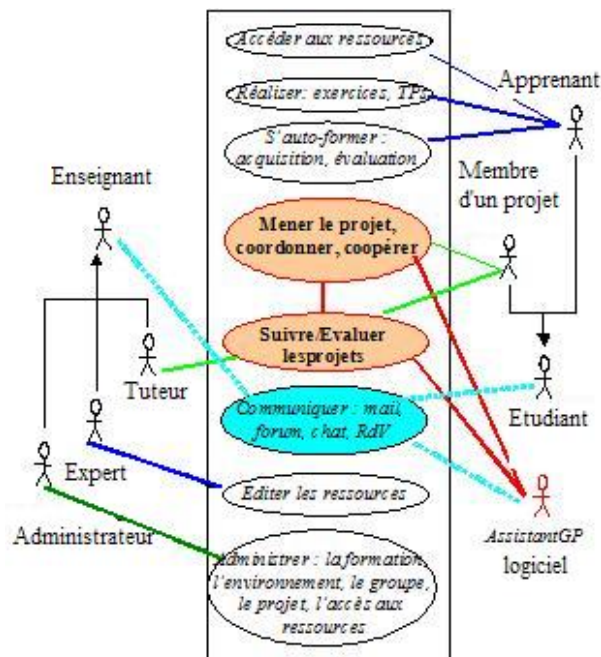 Accéder aux ressources
Réaliser: exercices, TPs
S'auto-former :
acquisition, évaluation
Apprenant
Membre
d'un projet
Enseignant
Mener le projet,
coordonner, coopérer
Suivre/Evaluer
lesprojets
Tuteur
Communiquer : mail,
forum, chat, RdV
Etudiant
Expert
Editer les ressources
Administrateur
AssistantGP
logiciel
Administrer : la formation
l'environnement, le groupe,
le projet, l'accès aux
ressources